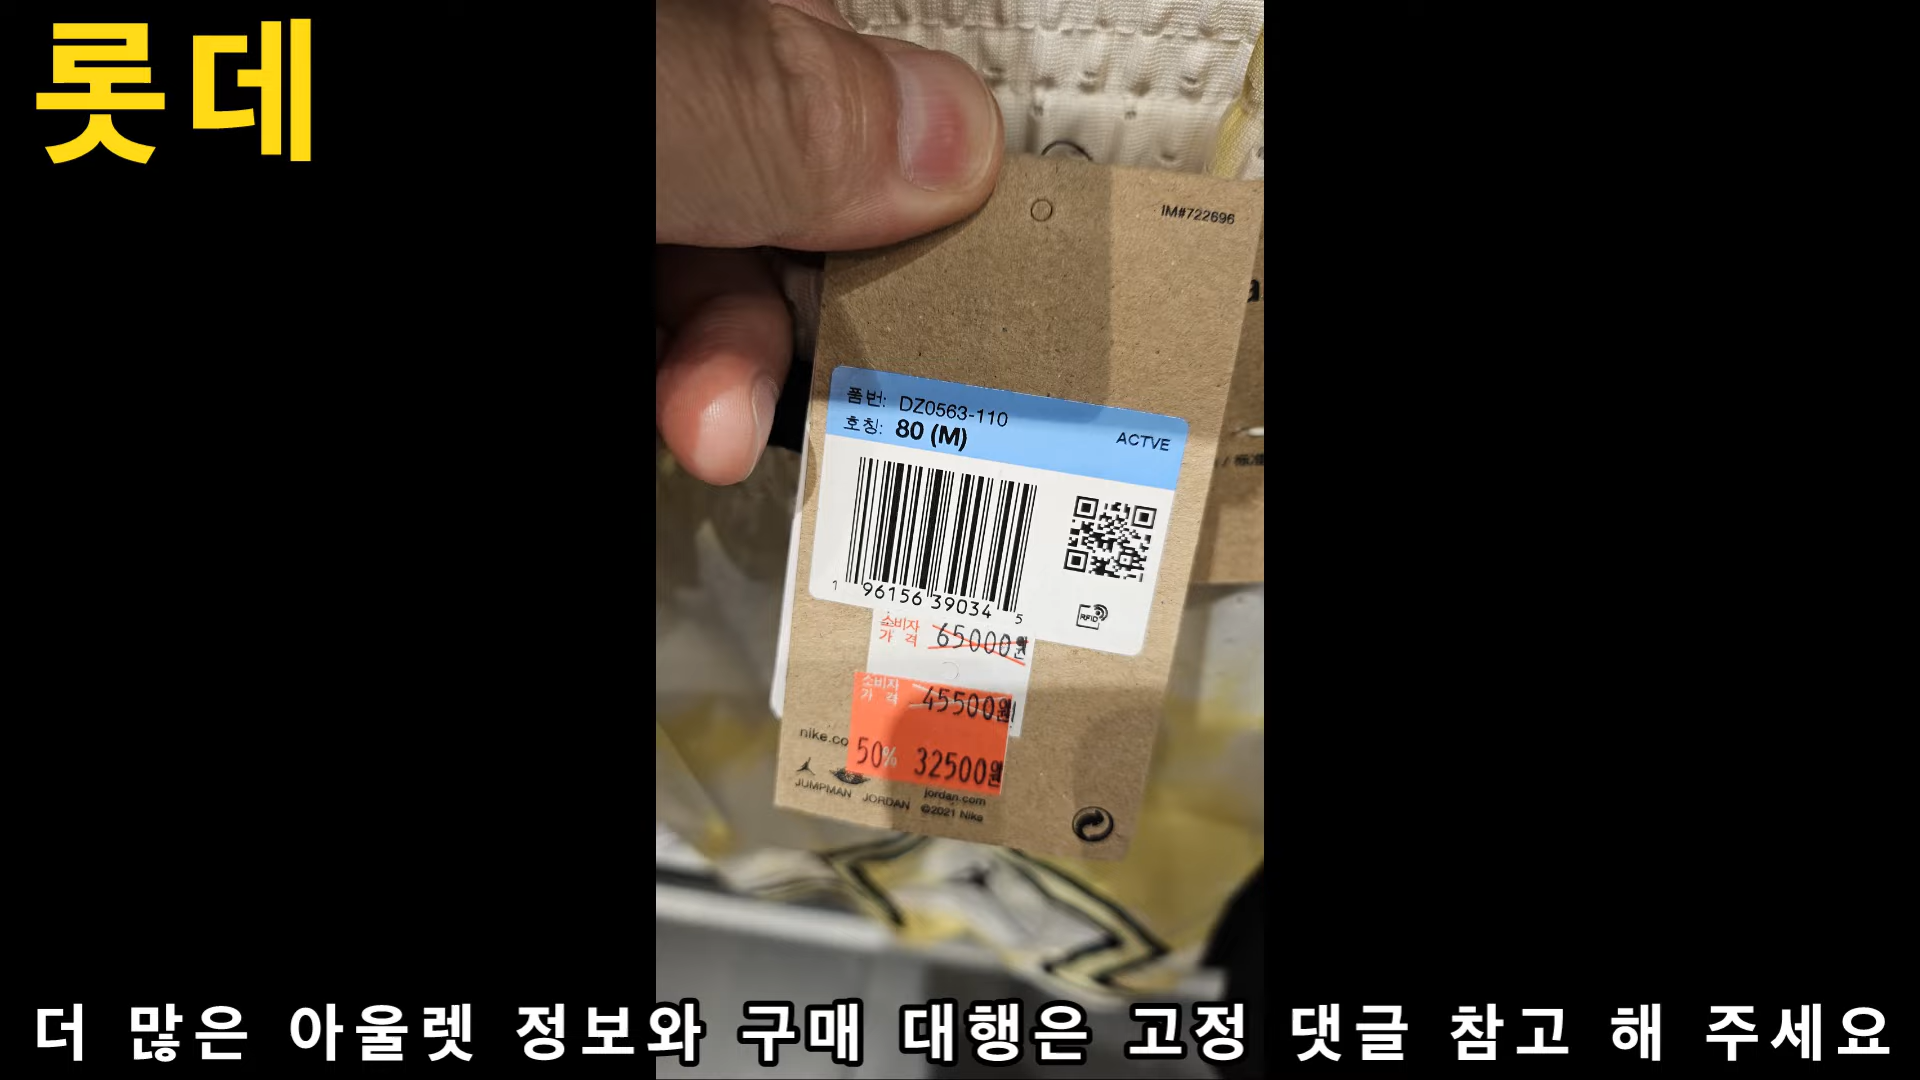 롯데
IM#722696
품번: DZ0563-110
호칭: 80 (M)
ACTVE
1 96156 39034 5
RFID
소비자
가 격 65000원
소비자
가 격 45500원
50% 32500원
nike.co
JUMPMAN JORDAN
jordan.com
©2021 Nike
더 많은 아울렛 정보와 구매 대행은 고정 댓글 참고 해 주세요